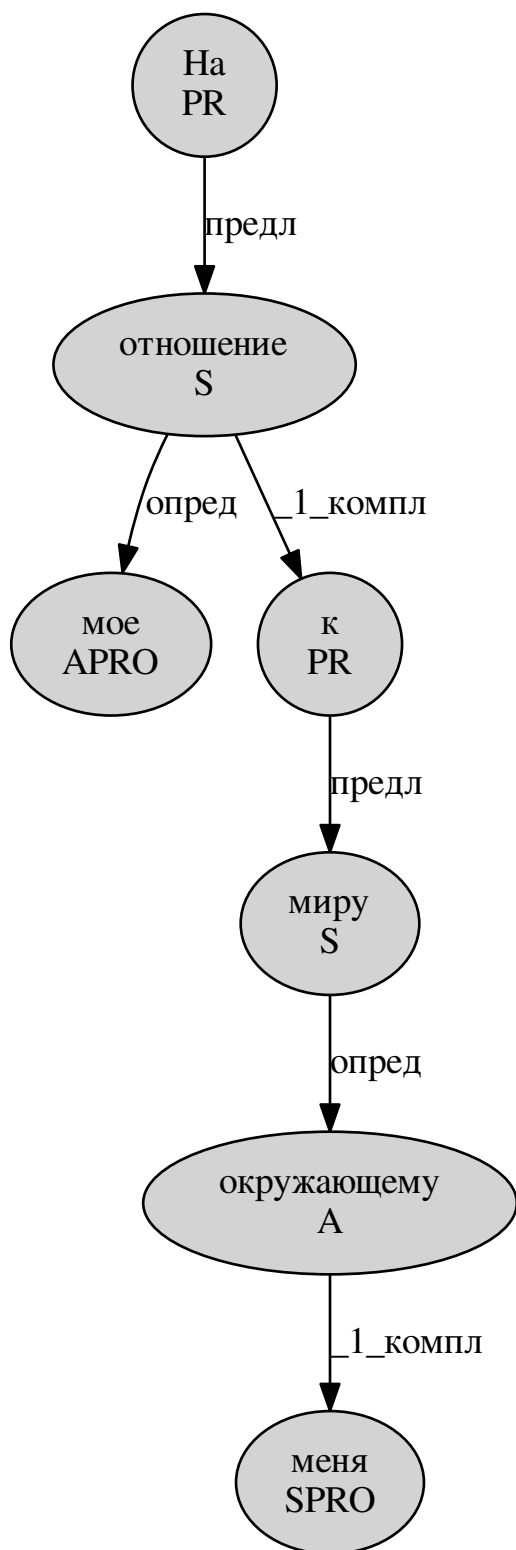 На
PR
предл
отношение
S
опред
_1_компл
мое
APRO
к
PR
предл
миру
S
опред
окружающему
A
_1_компл
меня
SPRO